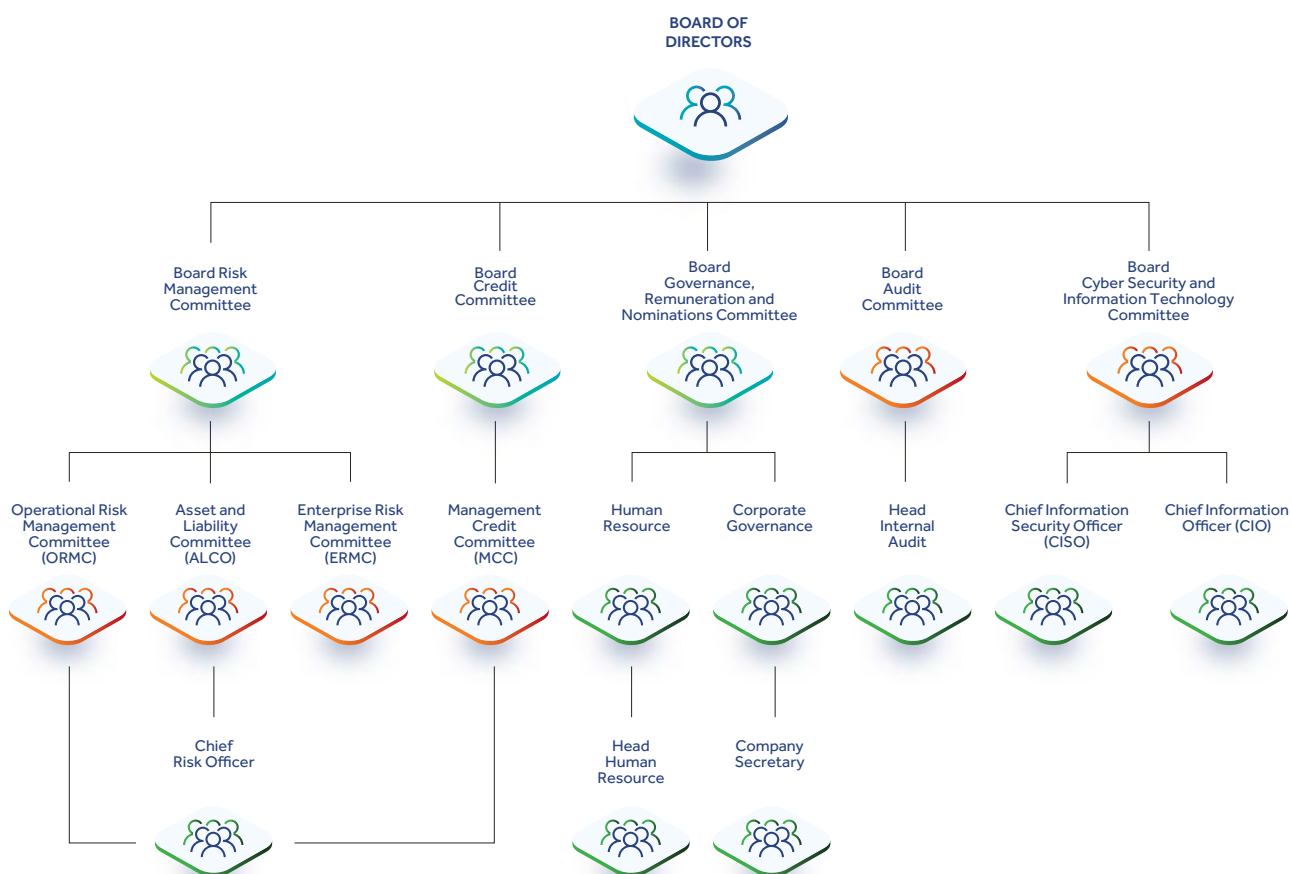 BOARD OF
DIRECTORS
Board Risk
Management
Committee
Board
Credit
Committee
Board
Governance,
Remuneration and
Nominations Committee
Board
Audit
Committee
Board
Cyber Security and
Information Technology
Committee
Operational Risk
Management
Committee
(ORMC)
Asset and
Liability
Committee
(ALCO)
Enterprise Risk
Management
Committee
(ERMC)
Management
Credit
Committee
(MCC)
Human
Resource
Corporate
Governance
Head
Internal
Audit
Chief Information
Security Officer
(CISO)
Chief Information
Officer (CIO)
Chief
Risk Officer
Head
Human
Resource
Company
Secretary